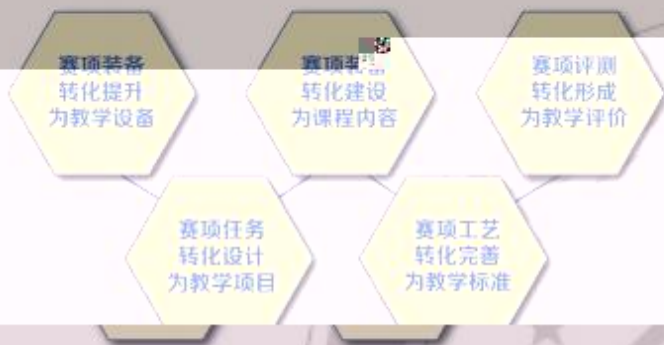 赛项装备
转化提升
为教学设备
赛项装备
转化建设
为课程内容
赛项评测
转化形成
为教学评价
赛项任务
转化设计
为教学项目
赛项工艺
转化完善
为教学标准